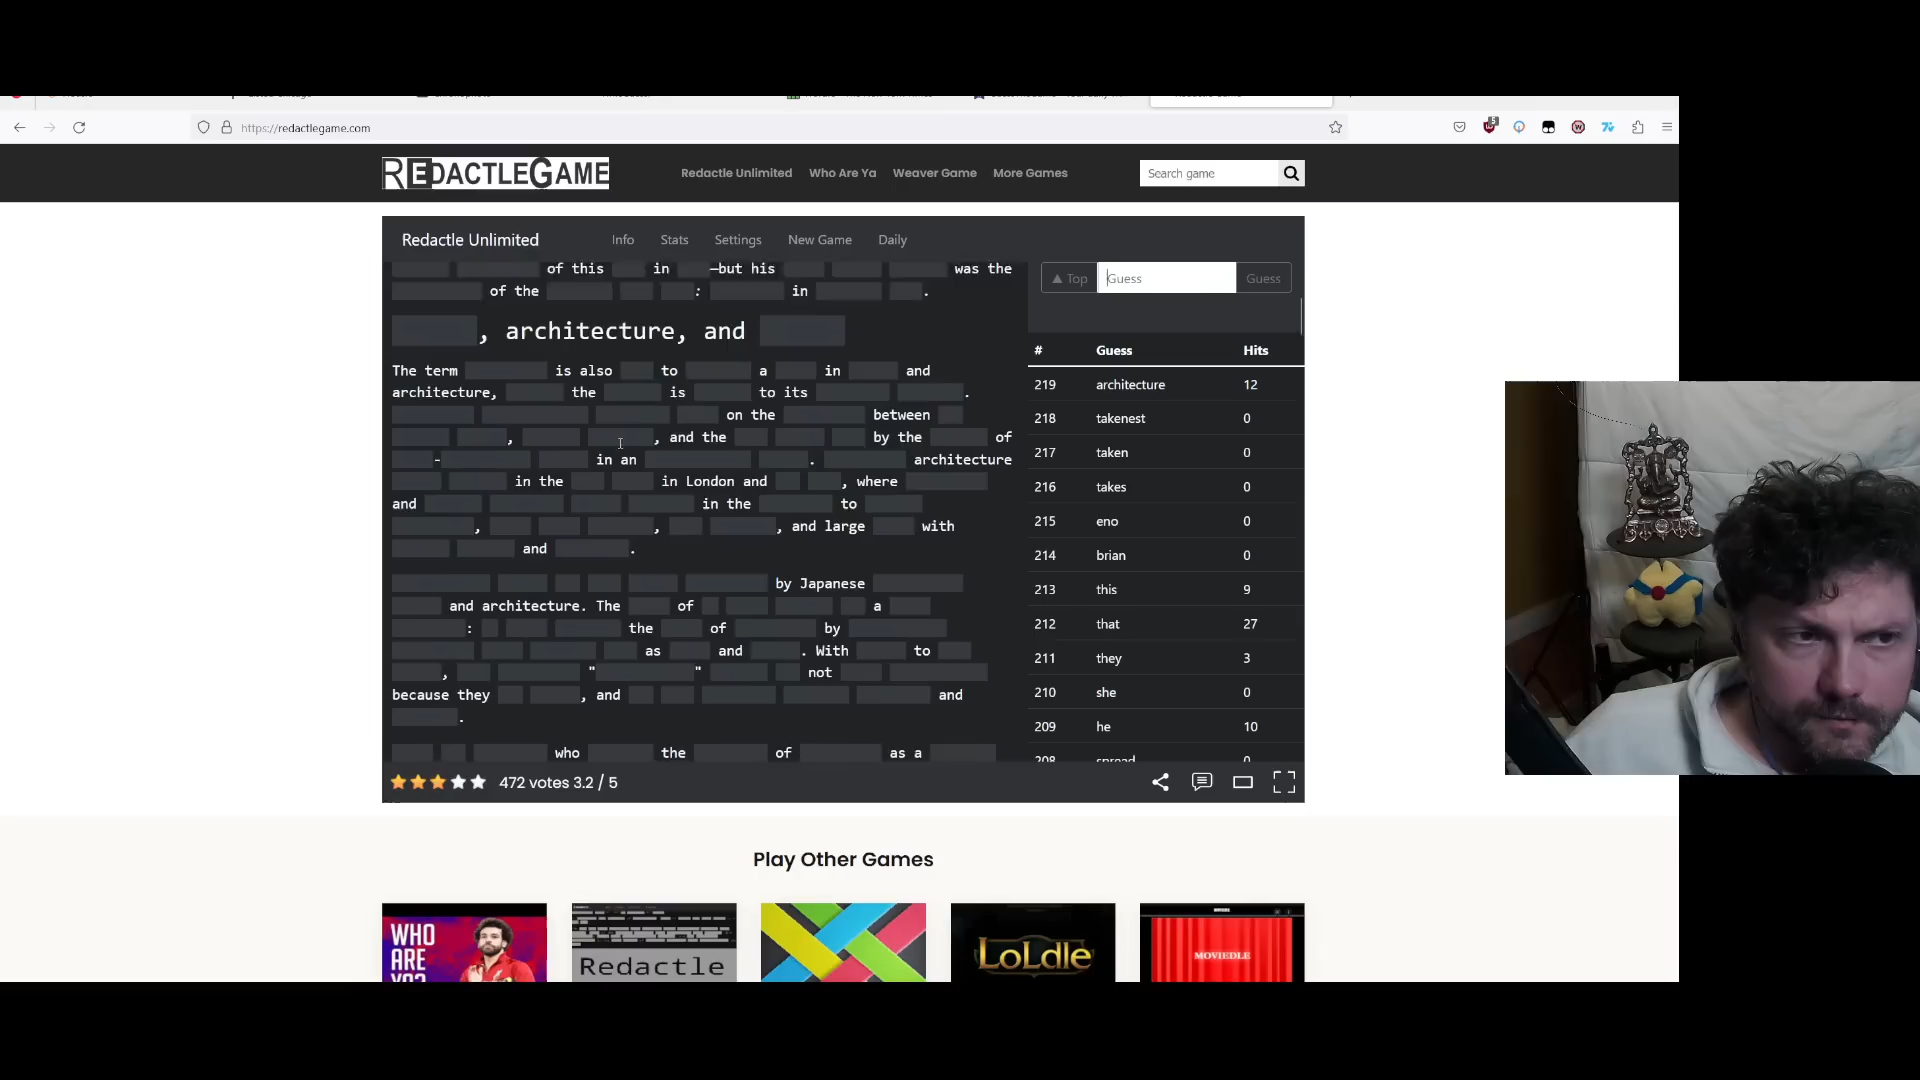 https://redactlegame.com
REDACTLEGAME
Redactle Unlimited Who Are Ya Weaver Game More Games
Search game
Redactle Unlimited Info Stats Settings New Game Daily
of this in —but his was the
of the : in .
, architecture, and
The term is also to a in and
architecture, the is to its .
on the between
, , and the by the of
- in an . architecture
in the in London and , where
and in the to
, , , and large with
and .
by Japanese
and architecture. The of a
: the of by
as and . With to
, " " not
because they , and and
.
who the of as a
▲ Top Guess Guess
# Guess Hits
219 architecture 12
218 takenest 0
217 taken 0
216 takes 0
215 eno 0
214 brian 0
213 this 9
212 that 27
211 they 3
210 she 0
209 he 10
208 spread 0
472 votes 3.2 / 5
Play Other Games
WHO
ARE
YA?
Redactle
LoLdle
MOVIEDLE